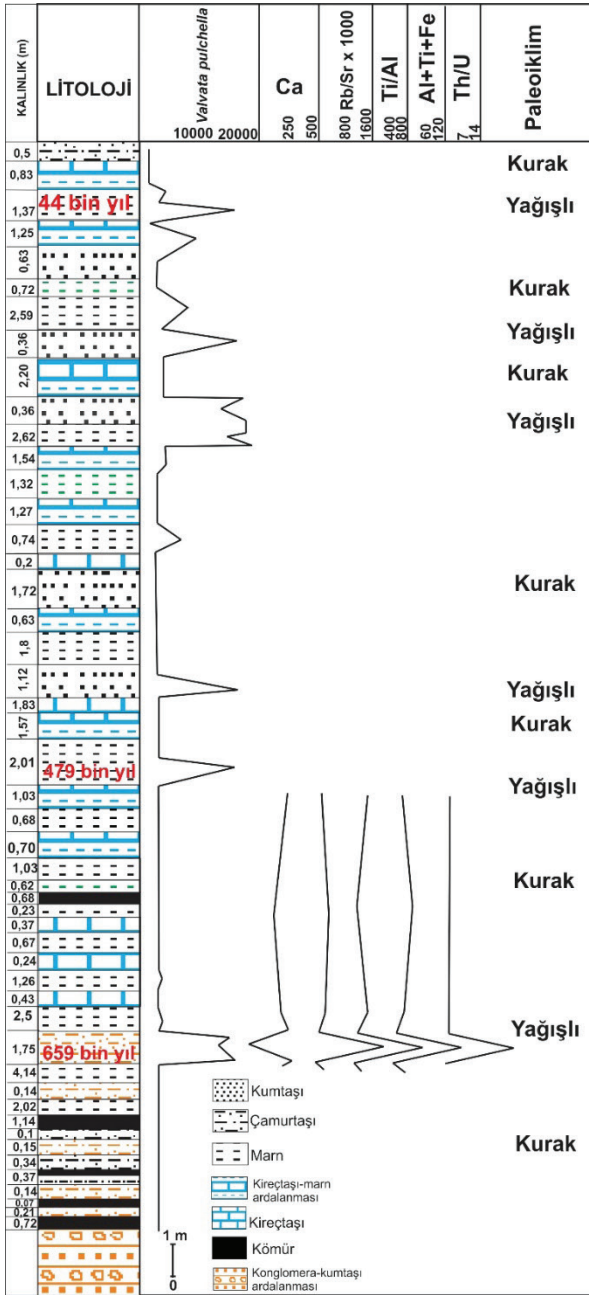 KALINLIK (m)
LİTOLOJİ
Valvata pulchella
10000 20000
Ca
250
500
Rb/Sr x 1000
800
1600
Ti/Al
400
800
Al+Ti+Fe
60
120
Th/U
7
14
Paleoiklim
0,5
Kurak
0,83
44 bin yıl
Yağışlı
1,37
1,25
0,63
0,72
Kurak
2,59
0,36
Yağışlı
2,20
Kurak
0,36
Yağışlı
2,62
1,54
1,32
1,27
0,74
0,2
1,72
Kurak
0,63
1,8
1,12
Yağışlı
1,83
1,57
Kurak
2,01
479 bin yıl
Yağışlı
1,03
0,68
0,70
1,03
0,62
Kurak
0,68
0,23
0,37
0,67
0,24
1,26
0,43
2,5
Yağışlı
1,75
659 bin yıl
4,14
0,14
2,02
1,14
0,1
0,15
Kurak
0,34
0,37
0,14
0,07
0,21
0,72
Kumtaşı
Çamurtaşı
Marn
Kireçtaşı-marn
ardalanması
Kireçtaşı
Kömür
Konglomera-kumtaşı
ardalanması
1 m
0